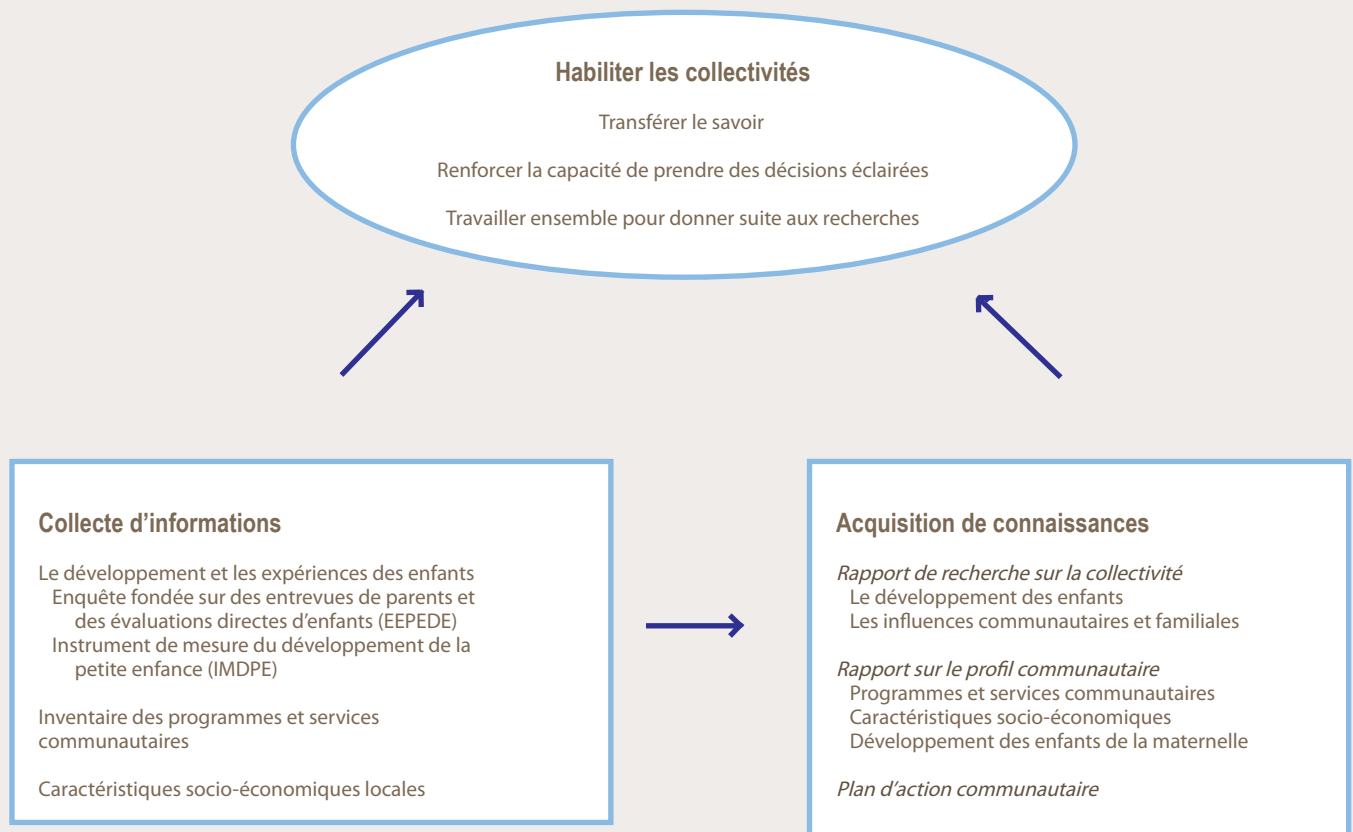 Habiliter les collectivités
Transférer le savoir
Renforcer la capacité de prendre des décisions éclairées
Travailler ensemble pour donner suite aux recherches
Collecte d’informations
Le développement et les expériences des enfants
Enquête fondée sur des entrevues de parents et
des évaluations directes d’enfants (EEPEDE)
Instrument de mesure du développement de la
petite enfance (IMDPE)
Inventaire des programmes et services
communautaires
Caractéristiques socio-économiques locales
Acquisition de connaissances
Rapport de recherche sur la collectivité
Le développement des enfants
Les influences communautaires et familiales
Rapport sur le profil communautaire
Programmes et services communautaires
Caractéristiques socio-économiques
Développement des enfants de la maternelle
Plan d’action communautaire